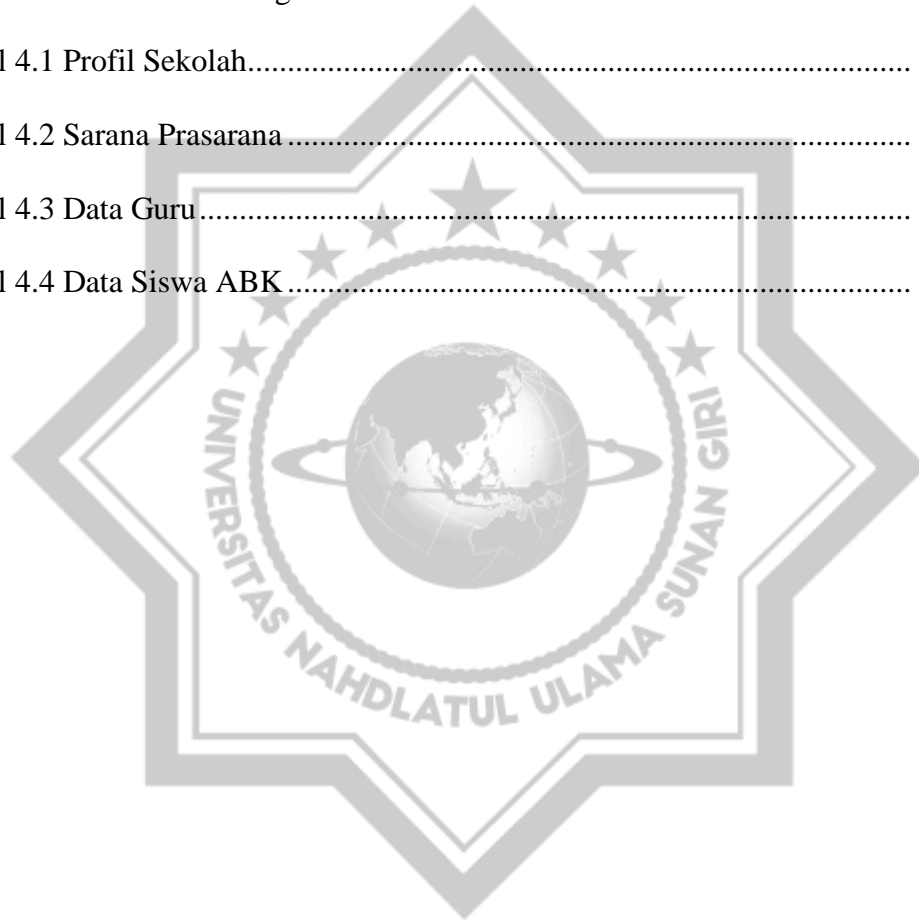 l 4.1 Profil Sekolah...................................................................................
l 4.2 Sarana Prasarana..............................................................................
l 4.3 Data Guru.........................................................................................
l 4.4 Data Siswa ABK..............................................................................
UNIVERSITAS NAHDLATUL ULAMA SUNAN GIRI